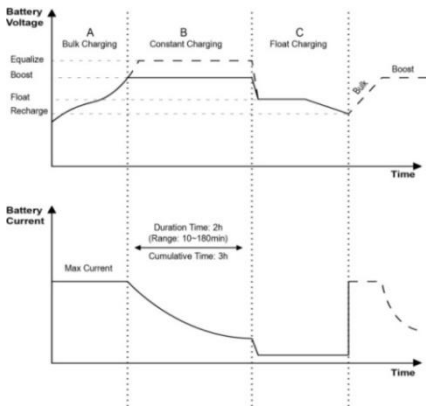 Battery
Voltage
A
Bulk Charging
B
Constant Charging
C
Float Charging
Equalize
Boost
Float
Recharge
Bulk
Boost
Time
Battery
Current
Duration Time: 2h
(Range: 10~180min)
Cumulative Time: 3h
Max Current
Time